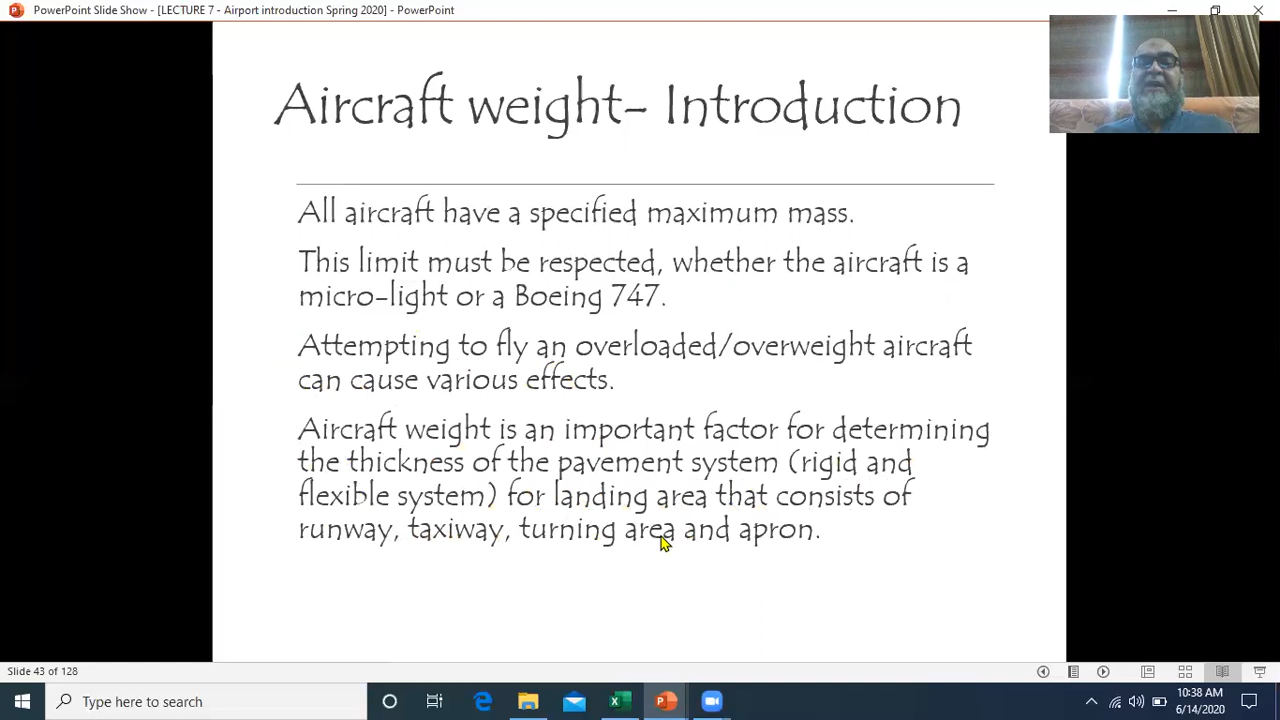 PowerPoint Slide Show - [LECTURE 7 - Airport introduction Spring 2020] - PowerPoint
Aircraft weight- Introduction
All aircraft have a specified maximum mass.
This limit must be respected, whether the aircraft is a
micro-light or a Boeing 747.
Attempting to fly an overloaded/overweight aircraft
can cause various effects.
Aircraft weight is an important factor for determining
the thickness of the pavement system (rigid and
flexible system) for landing area that consists of
runway, taxiway, turning area and apron.
Slide 43 of 128
Type here to search
10:38 AM
6/14/2020